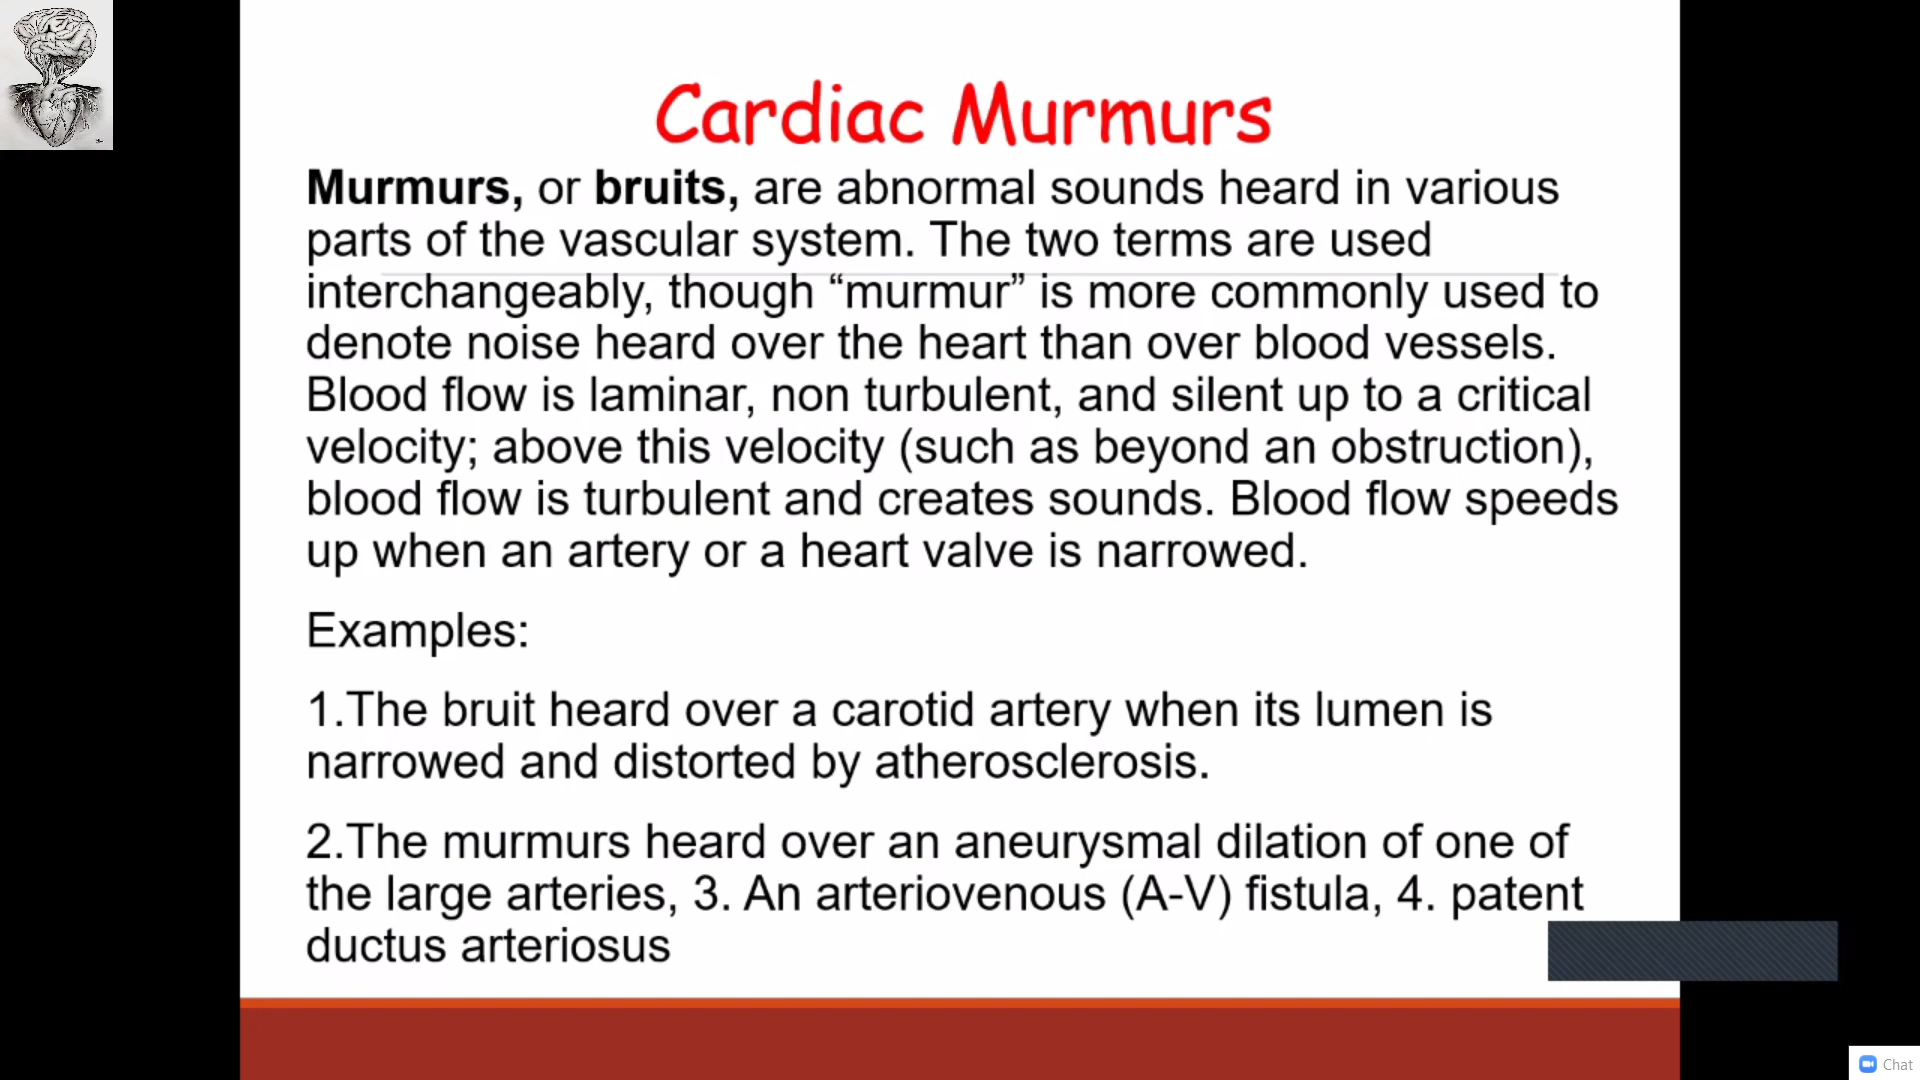 Cardiac Murmurs
Murmurs, or bruits, are abnormal sounds heard in various
parts of the vascular system. The two terms are used
interchangeably, though “murmur” is more commonly used to
denote noise heard over the heart than over blood vessels.
Blood flow is laminar, non turbulent, and silent up to a critical
velocity; above this velocity (such as beyond an obstruction),
blood flow is turbulent and creates sounds. Blood flow speeds
up when an artery or a heart valve is narrowed.
Examples:
1.The bruit heard over a carotid artery when its lumen is
narrowed and distorted by atherosclerosis.
2.The murmurs heard over an aneurysmal dilation of one of
the large arteries, 3. An arteriovenous (A-V) fistula, 4. patent
ductus arteriosus
Chat